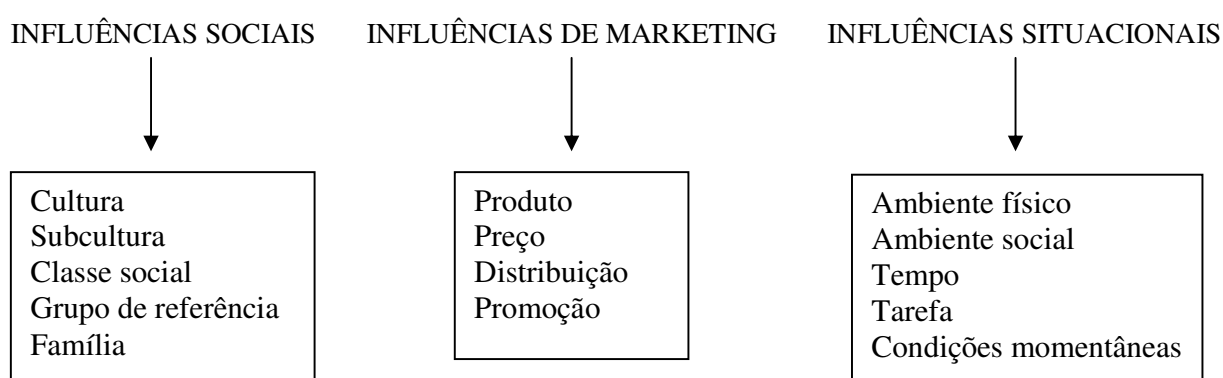 INFLUÊNCIAS SOCIAIS
Cultura
Subcultura
Classe social
Grupo de referência
Família
INFLUÊNCIAS DE MARKETING
Produto
Preço
Distribuição
Promoção
INFLUÊNCIAS SITUACIONAIS
Ambiente físico
Ambiente social
Tempo
Tarefa
Condições momentâneas